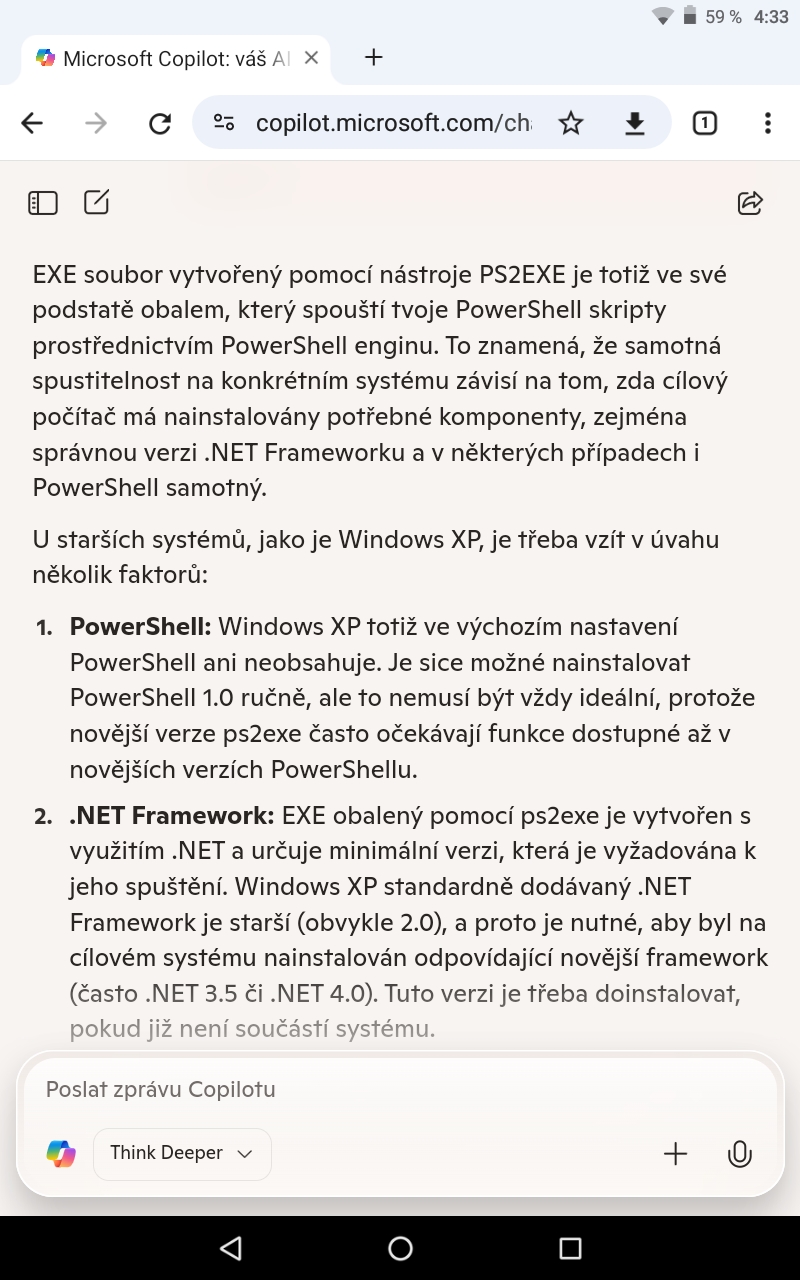 59 % 4:33
Microsoft Copilot: váš AI
copilot.microsoft.com/ch
1
EXE soubor vytvořený pomocí nástroje PS2EXE je totiž ve své
podstatě obalem, který spouští tvoje PowerShell skripty
prostřednictvím PowerShell enginu. To znamená, že samotná
spustitelnost na konkrétním systému závisí na tom, zda cílový
počítač má nainstalovány potřebné komponenty, zejména
správnou verzi .NET Frameworku a v některých případech i
PowerShell samotný.
U starších systémů, jako je Windows XP, je třeba vzít v úvahu
několik faktorů:
1. PowerShell: Windows XP totiž ve výchozím nastavení
PowerShell ani neobsahuje. Je sice možné nainstalovat
PowerShell 1.0 ručně, ale to nemusí být vždy ideální, protože
novější verze ps2exe často očekávají funkce dostupné až v
novějších verzích PowerShellu.
2. .NET Framework: EXE obalený pomocí ps2exe je vytvořen s
využitím .NET a určuje minimální verzi, která je vyžadována k
jeho spuštění. Windows XP standardně dodávaný .NET
Framework je starší (obvykle 2.0), a proto je nutné, aby byl na
cílovém systému nainstalován odpovídající novější framework
(často .NET 3.5 či .NET 4.0). Tuto verzi je třeba doinstalovat,
pokud již není součástí systému.
Poslat zprávu Copilotu
Think Deeper